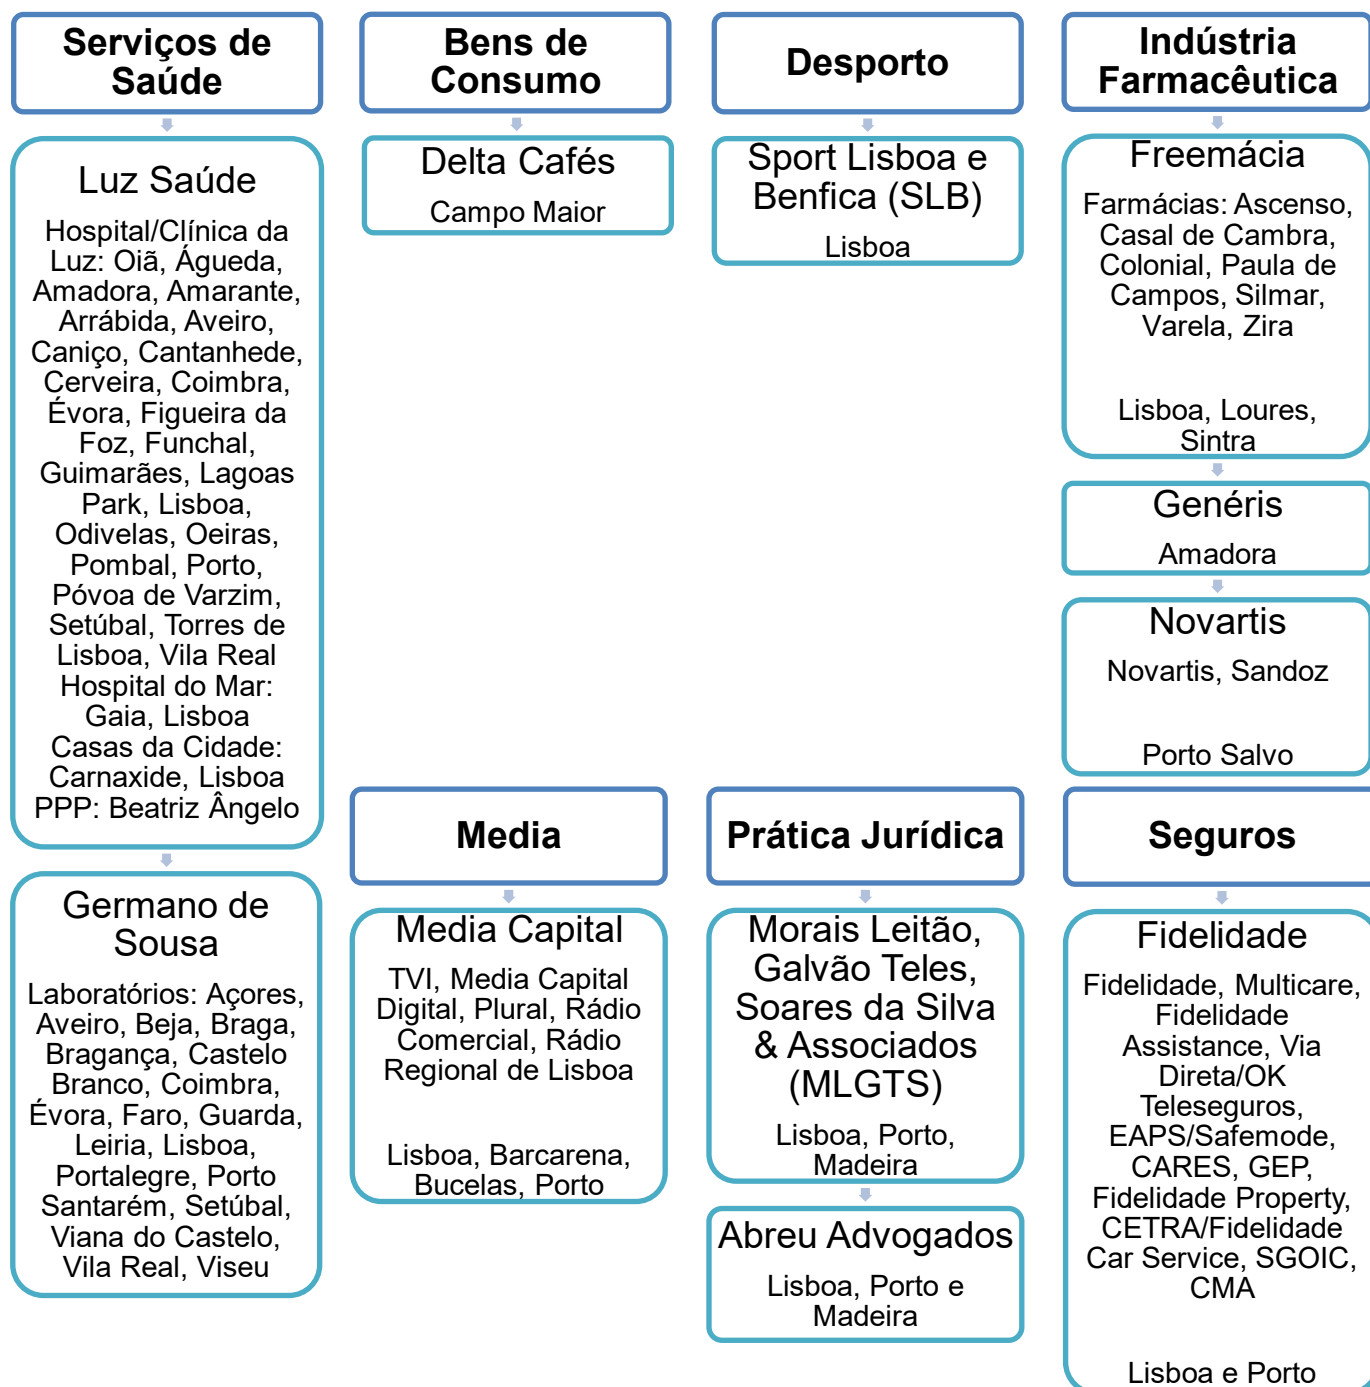 Serviços de
Saúde
Luz Saúde
Hospital/Clínica da
Luz: Oiã, Águeda,
Amadora, Amarante,
Arrábida, Aveiro,
Caniço, Cantanhede,
Cerveira, Coimbra,
Évora, Figueira da
Foz, Funchal,
Guimarães, Lagoas
Park, Lisboa,
Odivelas, Oeiras,
Pombal, Porto,
Póvoa de Varzim,
Setúbal, Torres de
Lisboa, Vila Real
Hospital do Mar:
Gaia, Lisboa
Casas da Cidade:
Carnaxide, Lisboa
PPP: Beatriz Ângelo
Germano de
Sousa
Laboratórios: Açores,
Aveiro, Beja, Braga,
Bragança, Castelo
Branco, Coimbra,
Évora, Faro, Guarda,
Leiria, Lisboa,
Portalegre, Porto
Santarém, Setúbal,
Viana do Castelo,
Vila Real, Viseu
Bens de
Consumo
Delta Cafés
Campo Maior
Desporto
Sport Lisboa e
Benfica (SLB)
Lisboa
Indústria
Farmacêutica
Freemácia
Farmácias: Ascenso,
Casal de Cambra,
Colonial, Paula de
Campos, Silmar,
Varela, Zira
Lisboa, Loures,
Sintra
Genéris
Amadora
Novartis
Novartis, Sandoz
Porto Salvo
Media
Media Capital
TVI, Media Capital
Digital, Plural, Rádio
Comercial, Rádio
Regional de Lisboa
Lisboa, Barcarena,
Bucelas, Porto
Prática Jurídica
Morais Leitão,
Galvão Teles,
Soares da Silva
& Associados
(MLGTS)
Lisboa, Porto,
Madeira
Abreu Advogados
Lisboa, Porto e
Madeira
Seguros
Fidelidade
Fidelidade, Multicare,
Fidelidade
Assistance, Via
Direta/OK
Teleseguros,
EAPS/Safemode,
CARES, GEP,
Fidelidade Property,
CETRA/Fidelidade
Car Service, SGOIC,
CMA
Lisboa e Porto